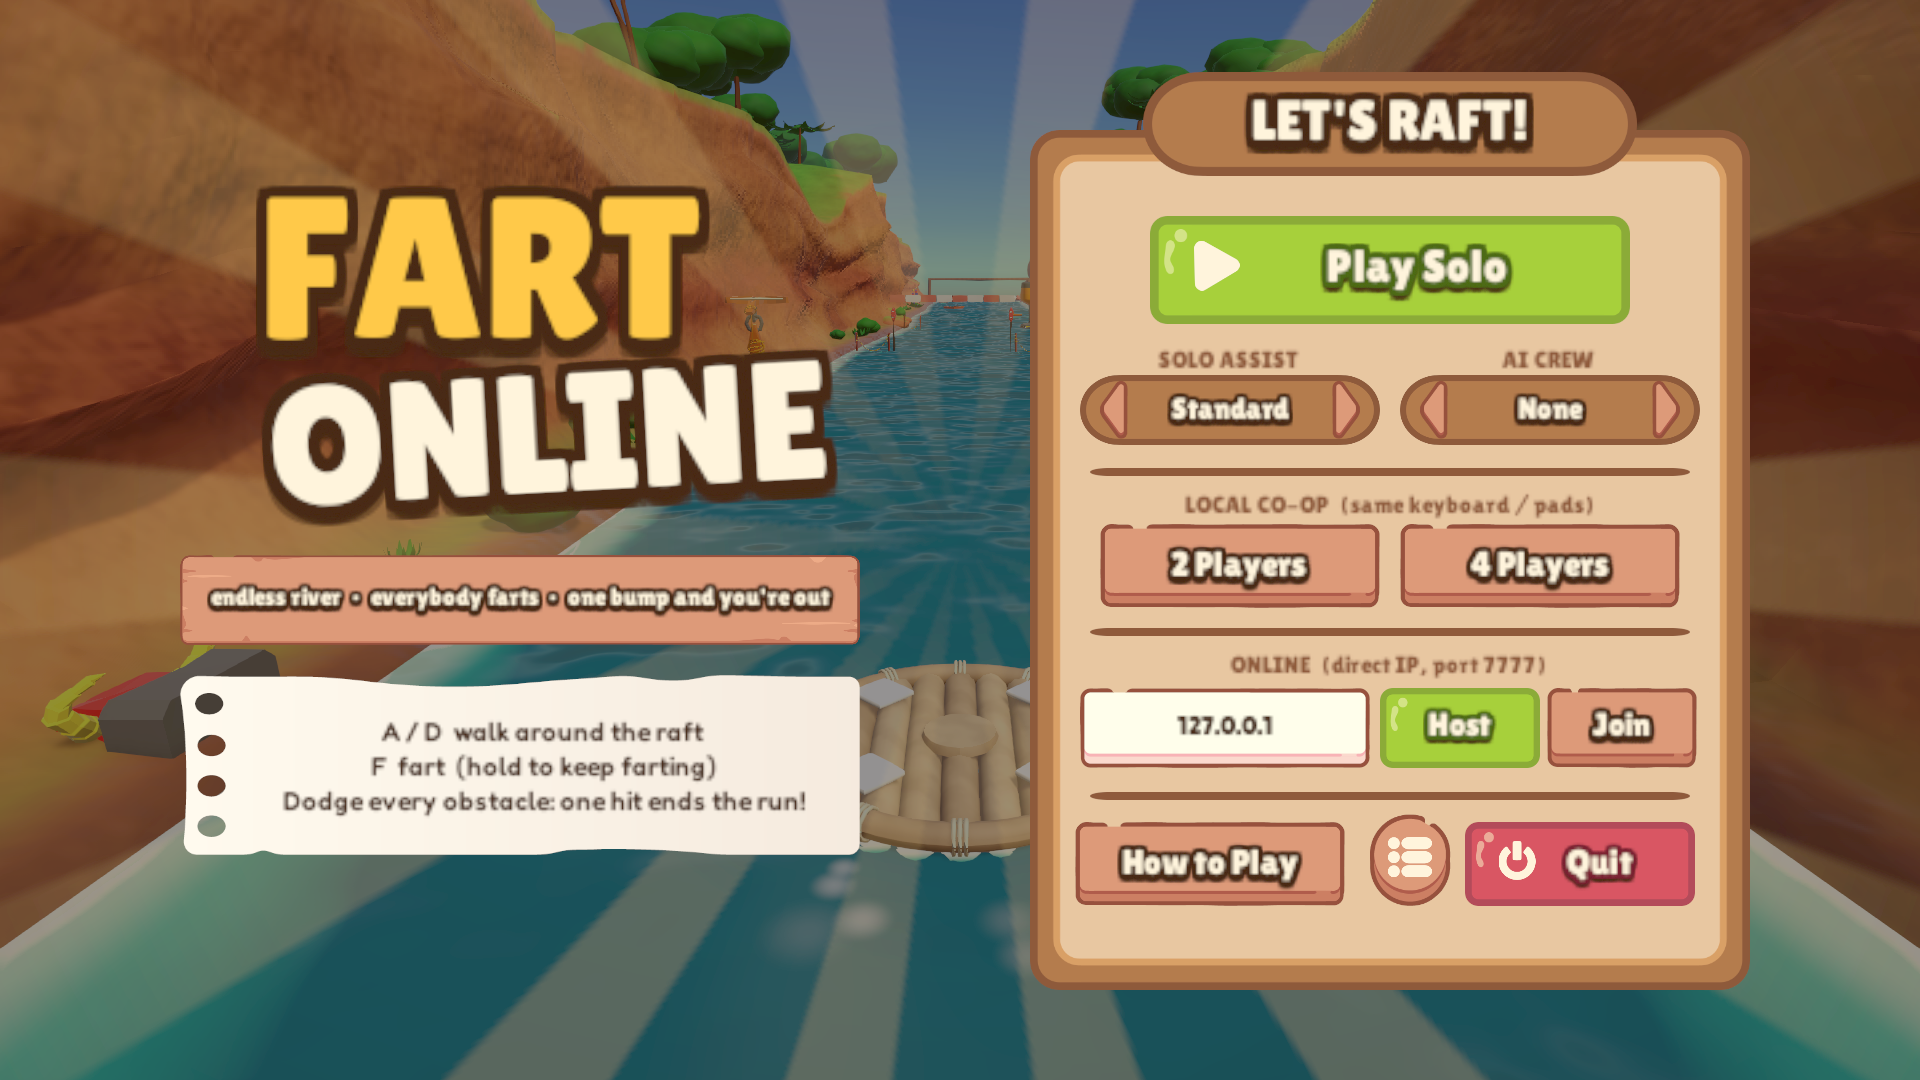 FART
ONLINE
endless river • everybody farts • one bump and you're out
A / D  walk around the raft
F  fart  (hold to keep farting)
Dodge every obstacle: one hit ends the run!
LET'S RAFT!
Play Solo
SOLO ASSIST
AI CREW
Standard
None
LOCAL CO-OP  (same keyboard / pads)
2 Players
4 Players
ONLINE  (direct IP, port 7777)
127.0.0.1
Host
Join
How to Play
Quit